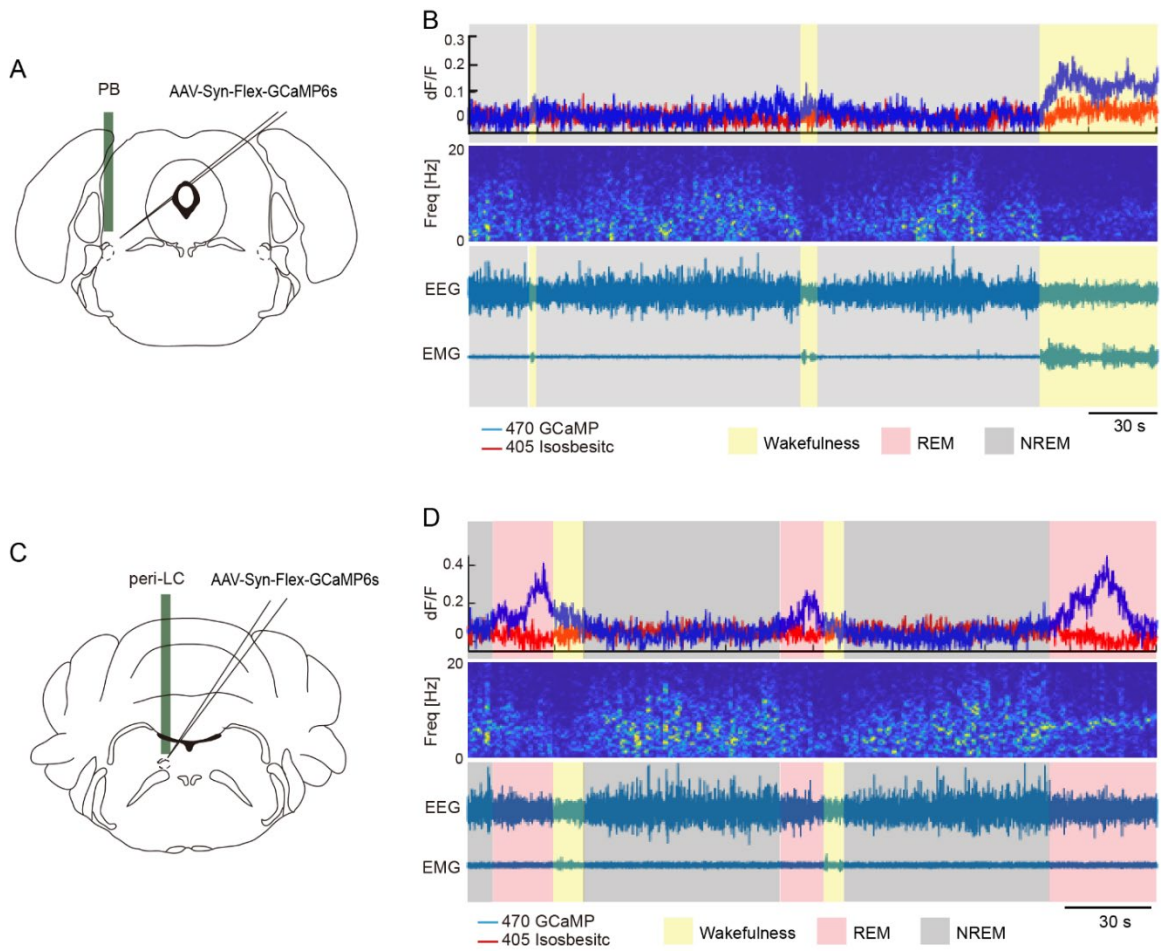 A
PB
AAV-Syn-Flex-GCaMP6s
B
0.3
0.2
0.1
0
dF/F
20
0
Freq [Hz]
EEG
EMG
30 s
470 GCaMP
405 Isosbesitc
Wakefulness
REM
NREM
C
peri-LC
AAV-Syn-Flex-GCaMP6s
D
0.4
0.2
0
dF/F
20
0
Freq [Hz]
EEG
EMG
30 s
470 GCaMP
405 Isosbesitc
Wakefulness
REM
NREM